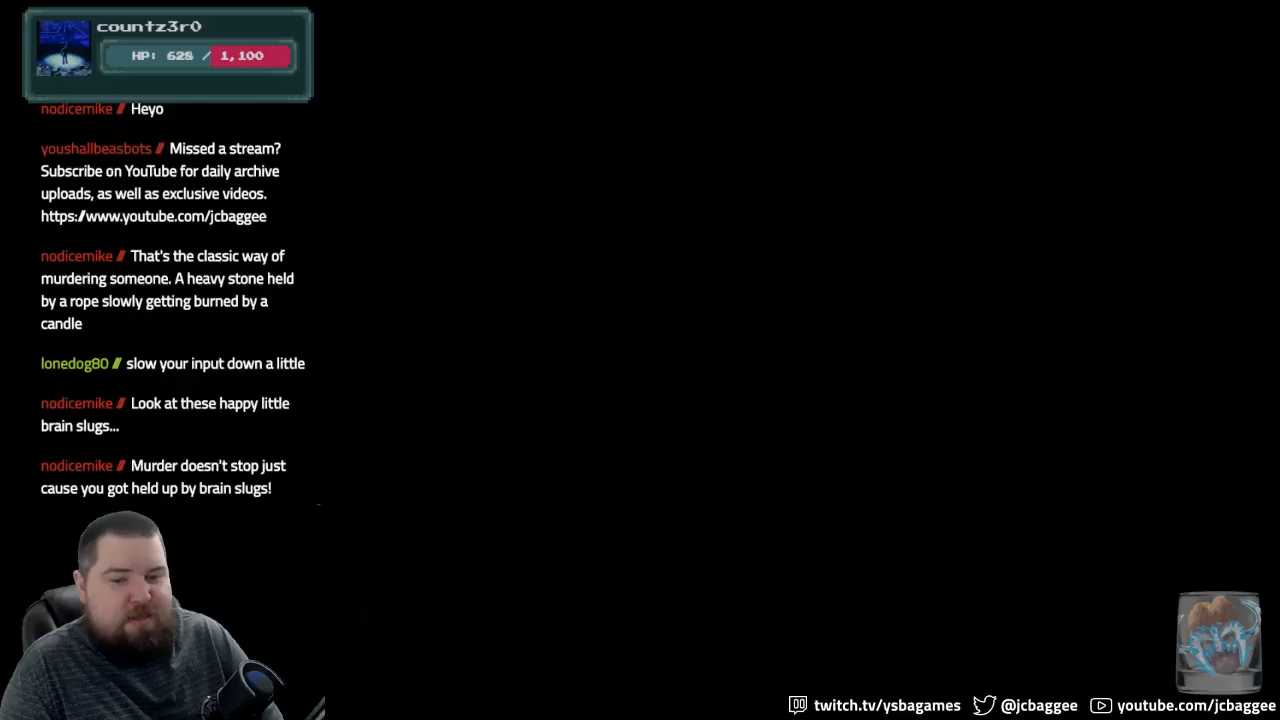 countz3r0
HP: 628 / 1,100
nodicemike // Heyo
youshallbeasbots // Missed a stream?
Subscribe on YouTube for daily archive
uploads, as well as exclusive videos.
https://www.youtube.com/jcbaggee
nodicemike // That's the classic way of
murdering someone. A heavy stone held
by a rope slowly getting burned by a
candle
lonedog80 // slow your input down a little
nodicemike // Look at these happy little
brain slugs...
nodicemike // Murder doesn't stop just
cause you got held up by brain slugs!
twitch.tv/ysbagames @jcbaggee youtube.com/jcbaggee